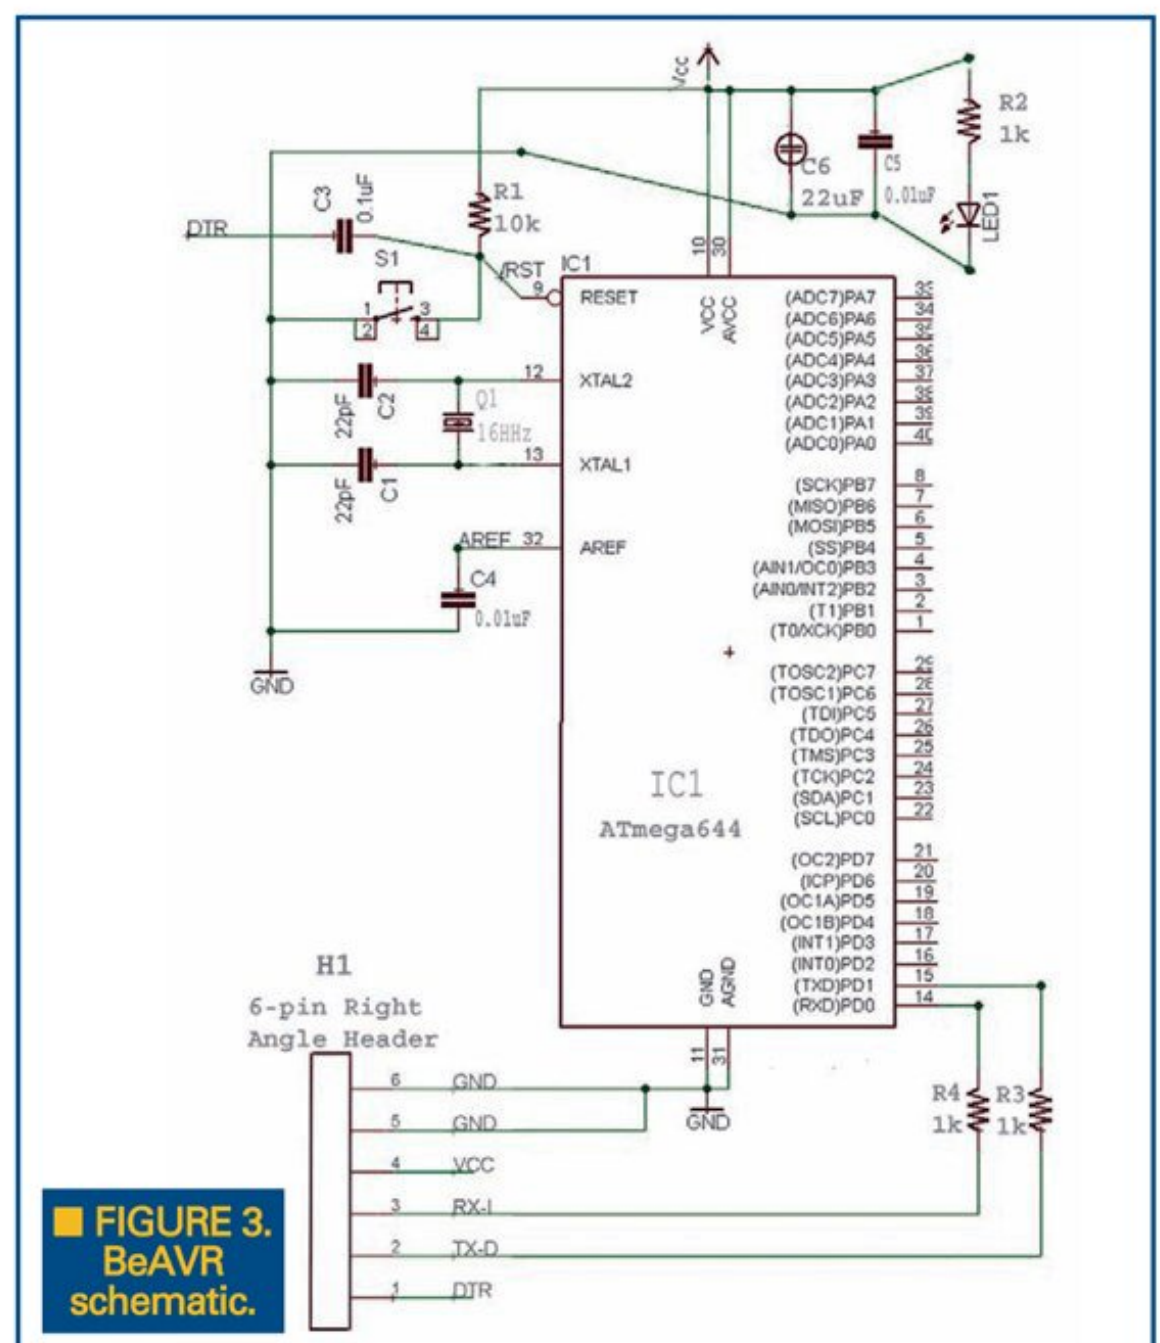 Vcc
R2
1k
C6
22uF
C5
0.01uF
LED1
C3
0.1uF
DTR
R1
10k
S1
1
2
3
4
/RST
9
IC1
RESET
10
30
VCC
AVCC
12
XTAL2
22pF
C2
Q1
16HHz
13
XTAL1
22pF
C1
AREF
32
AREF
C4
0.01uF
GND
(ADC7)PA7 33
(ADC6)PA6 34
(ADC5)PA5 35
(ADC4)PA4 36
(ADC3)PA3 37
(ADC2)PA2 38
(ADC1)PA1 39
(ADC0)PA0 40
(SCK)PB7 8
(MISO)PB6 7
(MOSI)PB5 6
(SS)PB4 5
(AIN1/OC0)PB3 4
(AIN0/INT2)PB2 3
(T1)PB1 2
(T0/XCK)PB0 1
(TOSC2)PC7 29
(TOSC1)PC6 28
(TDI)PC5 27
(TDO)PC4 26
(TMS)PC3 25
(TCK)PC2 24
(SDA)PC1 23
(SCL)PC0 22
IC1
ATmega644
(OC2)PD7 21
(ICP)PD6 20
(OC1A)PD5 19
(OC1B)PD4 18
(INT1)PD3 17
(INT0)PD2 16
(TXD)PD1 15
(RXD)PD0 14
GND
AGND
11
31
GND
R4
1k
R3
1k
H1
6-pin Right
Angle Header
6 GND
5 GND
4 VCC
3 RX-I
2 TX-D
1 DTR
FIGURE 3.
BeAVR
schematic.